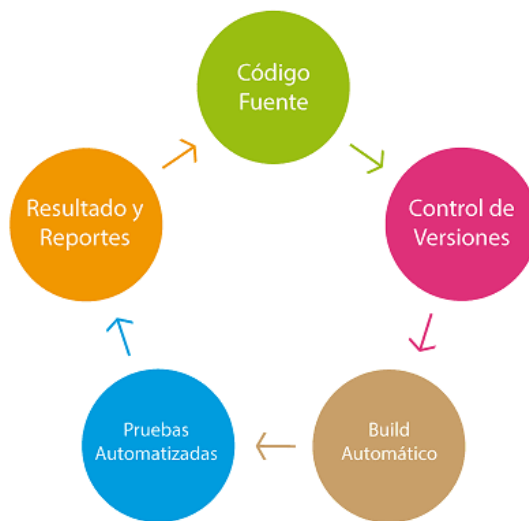 Código
Fuente
Control de
Versiones
Build
Automático
Pruebas
Automatizadas
Resultado y
Reportes